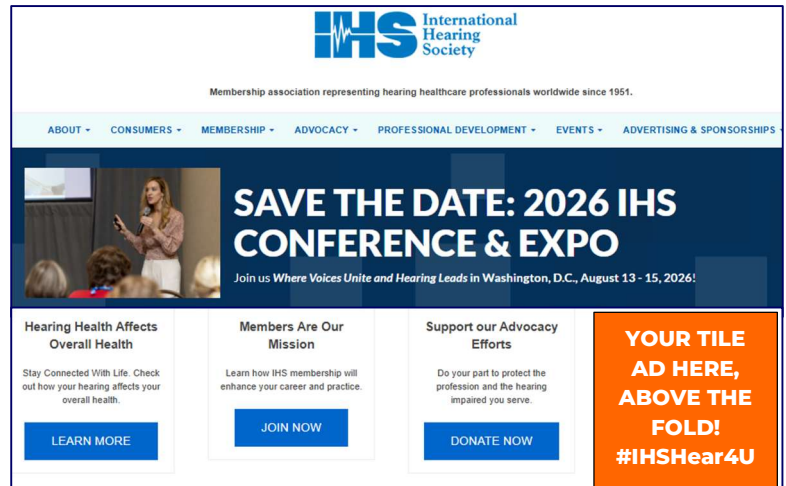 IHS International
Hearing
Society
Membership association representing hearing healthcare professionals worldwide since 1951.
ABOUT CONSUMERS MEMBERSHIP ADVOCACY PROFESSIONAL DEVELOPMENT EVENTS ADVERTISING & SPONSORSHIPS
SAVE THE DATE: 2026 IHS
CONFERENCE & EXPO
Join us Where Voices Unite and Hearing Leads in Washington, D.C., August 13 - 15, 2026!
Hearing Health Affects
Overall Health
Stay Connected With Life. Check
out how your hearing affects your
overall health.
LEARN MORE
Members Are Our
Mission
Learn how IHS membership will
enhance your career and practice.
JOIN NOW
Support our Advocacy
Efforts
Do your part to protect the
profession and the hearing
impaired you serve.
DONATE NOW
YOUR TILE
AD HERE,
ABOVE THE
FOLD!
#IHSHear4U